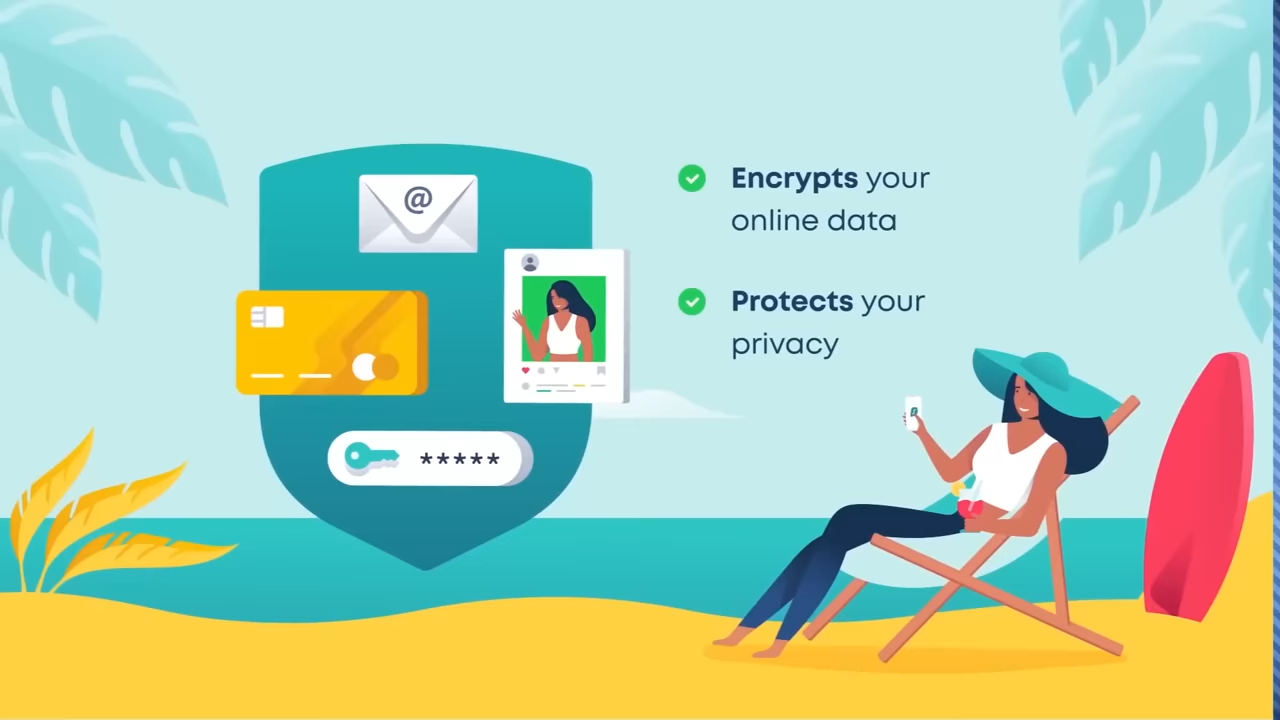 @
*****
Encrypts your
online data
Protects your
privacy